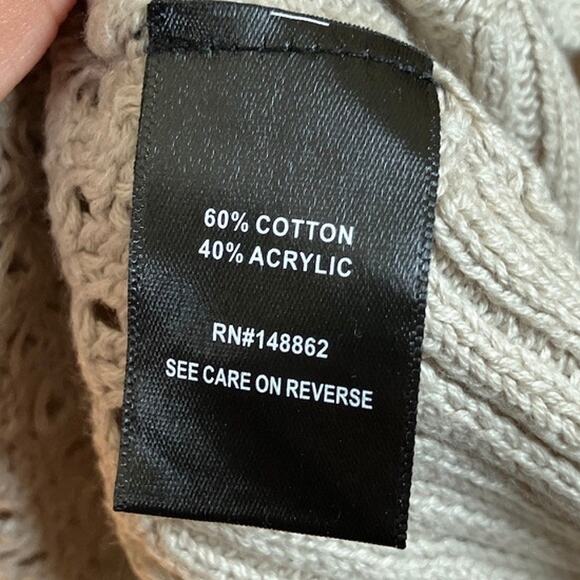 60% COTTON
40% ACRYLIC
RN#148862
SEE CARE ON REVERSE